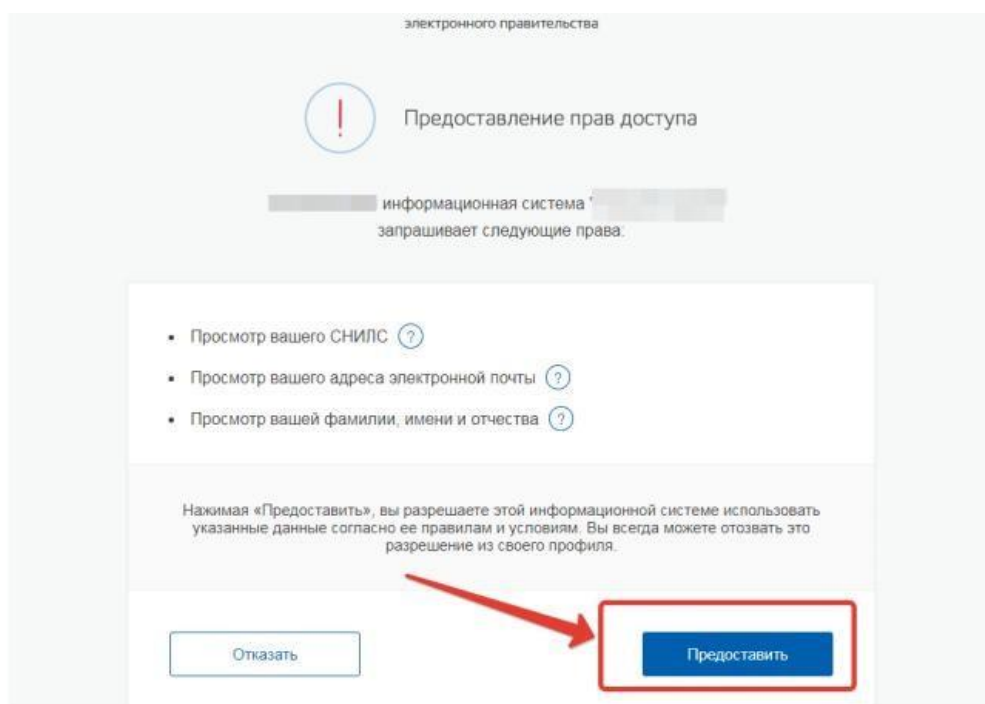 электронного правительства
!
Предоставление прав доступа
информационная система "
запрашивает следующие права:
• Просмотр вашего СНИЛС ?
• Просмотр вашего адреса электронной почты ?
• Просмотр вашей фамилии, имени и отчества ?
Нажимая «Предоставить», вы разрешаете этой информационной системе использовать
указанные данные согласно ее правилам и условиям. Вы всегда можете отозвать это
разрешение из своего профиля.
Отказать
Предоставить